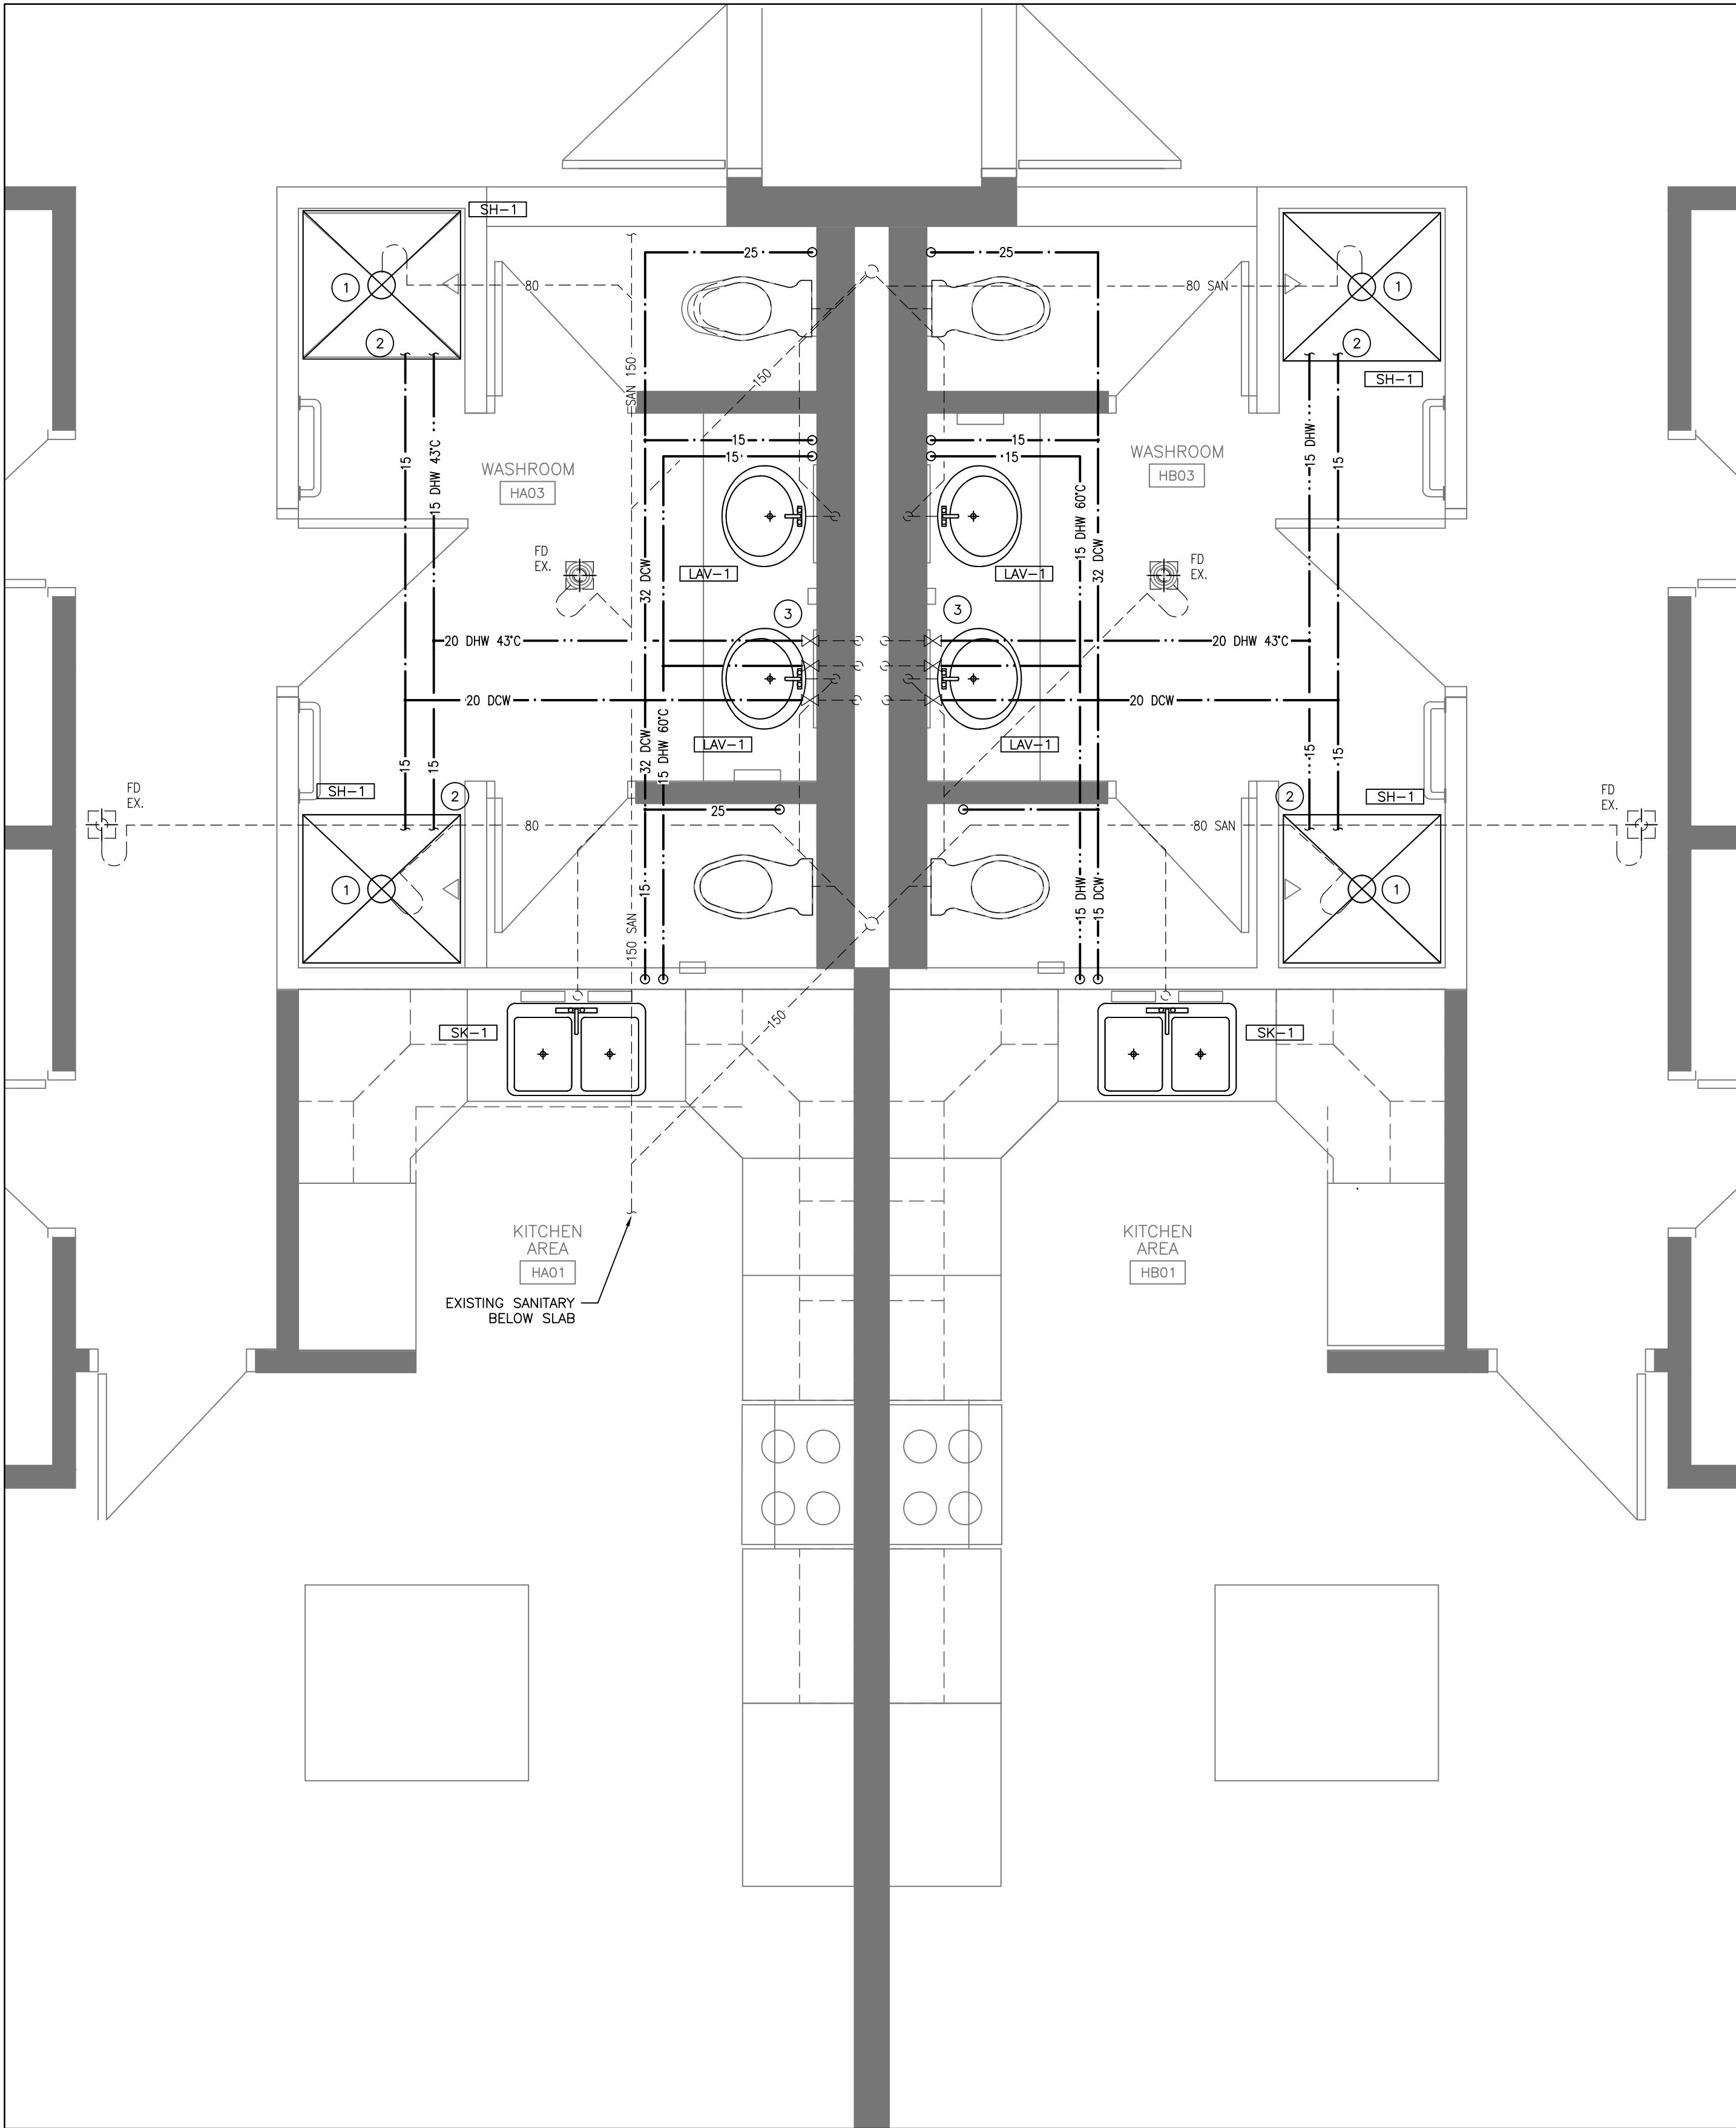 SH-1
25
25
80
80 SAN
1
1
2
2
SH-1
SAN 150
150
15
15
WASHROOM
HA03
15
15
WASHROOM
HB03
15
15 DHW 43°C
15 DHW 60°C
32 DCW
15 DHW
15
FD
EX.
LAV-1
32 DCW
LAV-1
FD
EX.
3
3
20 DHW 43°C
20 DHW 43°C
20 DCW
20 DCW
32 DCW
15 DHW 60°C
LAV-1
LAV-1
15
15
15
15
FD
EX.
SH-1
2
2
SH-1
FD
EX.
25
80
80 SAN
1
15
15 DHW
15 DCW
1
150 SAN
150
SK-1
SK-1
KITCHEN
AREA
HA01
KITCHEN
AREA
HB01
EXISTING SANITARY
BELOW SLAB